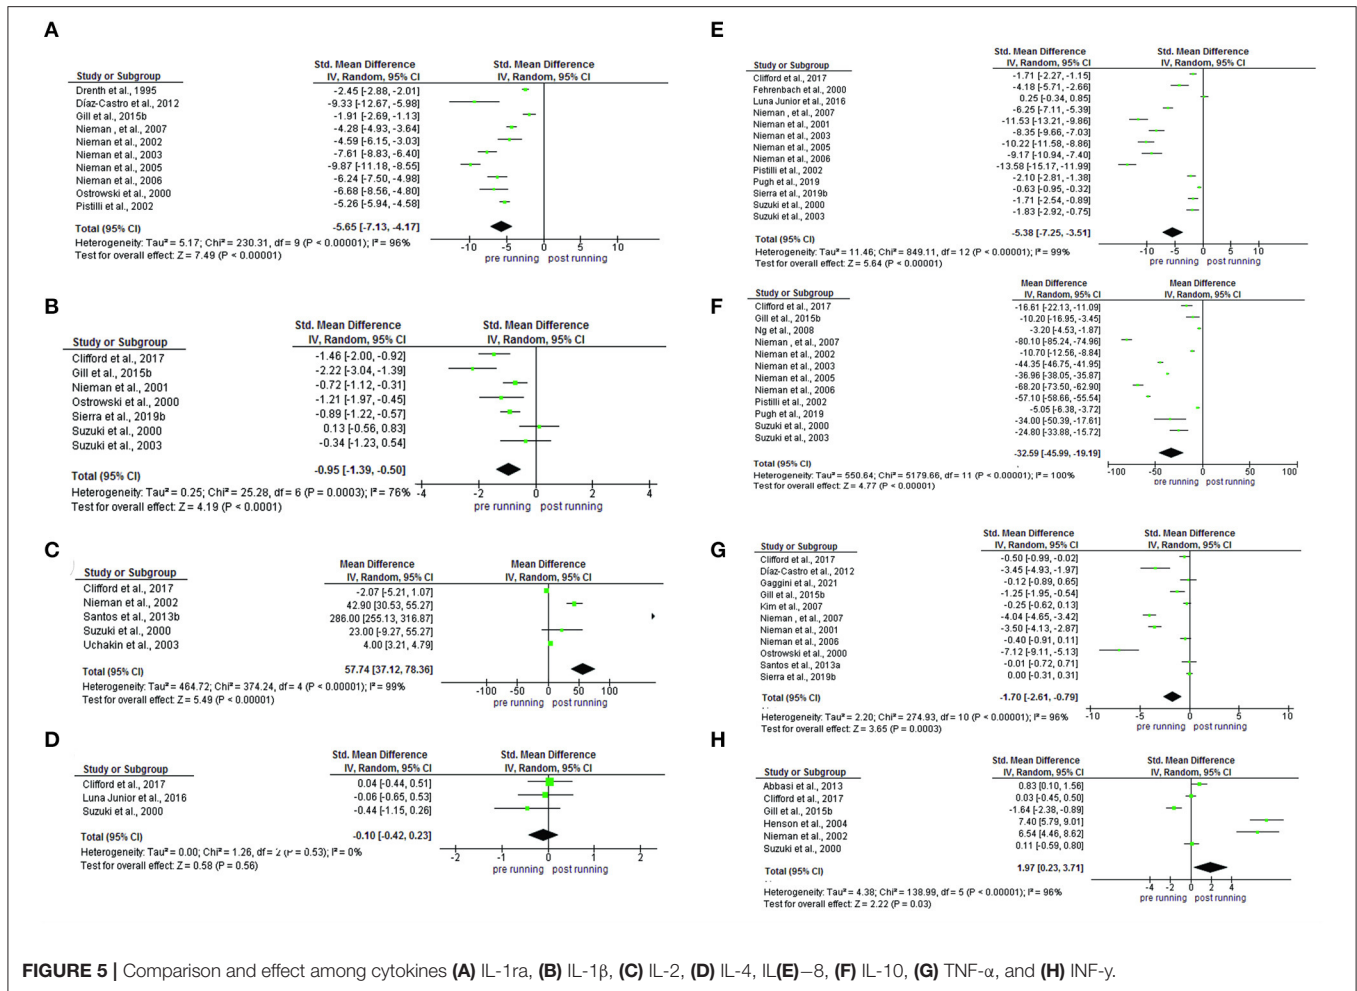 A
Std. Mean Difference Std. Mean Difference
Study or Subgroup IV, Random, 95% CI IV, Random, 95% CI
Drenth et al., 1995 -2.45 [-2.88, -2.01]
Díaz-Castro et al., 2012 -9.33 [-12.67, -5.98]
Gill et al., 2015b -1.91 [-2.69, -1.13]
Nieman , et al., 2007 -4.28 [-4.93, -3.64]
Nieman et al., 2002 -4.59 [-6.15, -3.03]
Nieman et al., 2003 -7.61 [-8.83, -6.40]
Nieman et al., 2005 -9.87 [-11.18, -8.55]
Nieman et al., 2006 -6.24 [-7.50, -4.98]
Ostrowski et al., 2000 -6.68 [-8.56, -4.80]
Pistilli et al., 2002 -5.26 [-5.94, -4.58]
Total (95% CI) -5.65 [-7.13, -4.17]
Heterogeneity: Tau² = 5.17; Chi² = 230.31, df = 9 (P < 0.00001); I² = 96%
Test for overall effect: Z = 7.49 (P < 0.00001)
-10 -5 0 5 10
pre running post running
B
Std. Mean Difference Std. Mean Difference
Study or Subgroup IV, Random, 95% CI IV, Random, 95% CI
Clifford et al., 2017 -1.46 [-2.00, -0.92]
Gill et al., 2015b -2.22 [-3.04, -1.39]
Nieman et al., 2001 -0.72 [-1.12, -0.31]
Ostrowski et al., 2000 -1.21 [-1.97, -0.45]
Sierra et al., 2019b -0.89 [-1.22, -0.57]
Suzuki et al., 2000 0.13 [-0.56, 0.83]
Suzuki et al., 2003 -0.34 [-1.23, 0.54]
Total (95% CI) -0.95 [-1.39, -0.50]
Heterogeneity: Tau² = 0.25; Chi² = 25.28, df = 6 (P = 0.0003); I² = 76%
Test for overall effect: Z = 4.19 (P < 0.0001)
-4 -2 0 2 4
pre running post running
C
Mean Difference Mean Difference
Study or Subgroup IV, Random, 95% CI IV, Random, 95% CI
Clifford et al., 2017 -2.07 [-5.21, 1.07]
Nieman et al., 2002 42.90 [30.53, 55.27]
Santos et al., 2013b 286.00 [255.13, 316.87]
Suzuki et al., 2000 23.00 [-9.27, 55.27]
Uchakin et al., 2003 4.00 [3.21, 4.79]
Total (95% CI) 57.74 [37.12, 78.36]
Heterogeneity: Tau² = 464.72; Chi² = 374.24, df = 4 (P < 0.00001); I² = 99%
Test for overall effect: Z = 5.49 (P < 0.00001)
-100 -50 0 50 100
pre running post running
D
Std. Mean Difference Std. Mean Difference
Study or Subgroup IV, Random, 95% CI IV, Random, 95% CI
Clifford et al., 2017 0.04 [-0.44, 0.51]
Luna Junior et al., 2016 -0.06 [-0.65, 0.53]
Suzuki et al., 2000 -0.44 [-1.15, 0.26]
Total (95% CI) -0.10 [-0.42, 0.23]
Heterogeneity: Tau² = 0.00; Chi² = 1.26, df = 2 (P = 0.53); I² = 0%
Test for overall effect: Z = 0.58 (P = 0.56)
-2 -1 0 1 2
pre running post running
E
Std. Mean Difference Std. Mean Difference
Study or Subgroup IV, Random, 95% CI IV, Random, 95% CI
Clifford et al., 2017 -1.71 [-2.27, -1.15]
Fehrenbach et al., 2000 -4.18 [-5.71, -2.66]
Luna Junior et al., 2016 0.25 [-0.34, 0.85]
Nieman , et al., 2007 -6.25 [-7.11, -5.39]
Nieman et al., 2001 -11.53 [-13.21, -9.86]
Nieman et al., 2003 -8.35 [-9.66, -7.03]
Nieman et al., 2005 -10.22 [-11.58, -8.86]
Nieman et al., 2006 -9.17 [-10.94, -7.40]
Pistilli et al., 2002 -13.58 [-15.17, -11.99]
Pugh et al., 2019 -2.10 [-2.81, -1.38]
Sierra et al., 2019b -0.63 [-0.95, -0.32]
Suzuki et al., 2000 -1.71 [-2.54, -0.89]
Suzuki et al., 2003 -1.83 [-2.92, -0.75]
Total (95% CI) -5.38 [-7.25, -3.51]
Heterogeneity: Tau² = 11.46; Chi² = 849.11, df = 12 (P < 0.00001); I² = 99%
Test for overall effect: Z = 5.64 (P < 0.00001)
-10 -5 0 5 10
pre running post running
F
Mean Difference Mean Difference
Study or Subgroup IV, Random, 95% CI IV, Random, 95% CI
Clifford et al., 2017 -16.61 [-22.13, -11.09]
Gill et al., 2015b -10.20 [-16.95, -3.45]
Ng et al., 2008 -3.20 [-4.53, -1.87]
Nieman , et al., 2007 -80.10 [-85.24, -74.96]
Nieman et al., 2002 -10.70 [-12.56, -8.84]
Nieman et al., 2003 -44.35 [-46.75, -41.95]
Nieman et al., 2005 -36.96 [-38.05, -35.87]
Nieman et al., 2006 -68.20 [-73.50, -62.90]
Pistilli et al., 2002 -57.10 [-58.66, -55.54]
Pugh et al., 2019 -5.05 [-6.38, -3.72]
Suzuki et al., 2000 -34.00 [-50.39, -17.61]
Suzuki et al., 2003 -24.80 [-33.88, -15.72]
Total (95% CI) -32.59 [-45.99, -19.19]
Heterogeneity: Tau² = 550.64; Chi² = 5179.66, df = 11 (P < 0.00001); I² = 100%
Test for overall effect: Z = 4.77 (P < 0.00001)
-100 -50 0 50 100
pre running post running
G
Std. Mean Difference Std. Mean Difference
Study or Subgroup IV, Random, 95% CI IV, Random, 95% CI
Clifford et al., 2017 -0.50 [-0.99, -0.02]
Díaz-Castro et al., 2012 -3.45 [-4.93, -1.97]
Gaggini et al., 2021 -0.12 [-0.89, 0.65]
Gill et al., 2015b -1.25 [-1.95, -0.54]
Kim et al., 2007 -0.25 [-0.62, 0.13]
Nieman , et al., 2007 -4.04 [-4.65, -3.42]
Nieman et al., 2001 -3.50 [-4.13, -2.87]
Nieman et al., 2006 -0.40 [-0.91, 0.11]
Ostrowski et al., 2000 -7.12 [-9.11, -5.13]
Santos et al., 2013a -0.01 [-0.72, 0.71]
Sierra et al., 2019b 0.00 [-0.31, 0.31]
Total (95% CI) -1.70 [-2.61, -0.79]
Heterogeneity: Tau² = 2.20; Chi² = 274.93, df = 10 (P < 0.00001); I² = 96%
Test for overall effect: Z = 3.65 (P = 0.0003)
-10 -5 0 5 10
pre running post running
H
Std. Mean Difference Std. Mean Difference
Study or Subgroup IV, Random, 95% CI IV, Random, 95% CI
Abbasi et al., 2013 0.83 [0.10, 1.56]
Clifford et al., 2017 0.03 [-0.45, 0.50]
Gill et al., 2015b -1.64 [-2.38, -0.89]
Henson et al., 2004 7.40 [5.79, 9.01]
Nieman et al., 2002 6.54 [4.46, 8.62]
Suzuki et al., 2000 0.11 [-0.59, 0.80]
Total (95% CI) 1.97 [0.23, 3.71]
Heterogeneity: Tau² = 4.38; Chi² = 138.99, df = 5 (P < 0.00001); I² = 96%
Test for overall effect: Z = 2.22 (P = 0.03)
-4 -2 0 2 4
pre running post running
FIGURE 5 | Comparison and effect among cytokines (A) IL-1ra, (B) IL-1β, (C) IL-2, (D) IL-4, IL(E)−8, (F) IL-10, (G) TNF-α, and (H) INF-y.